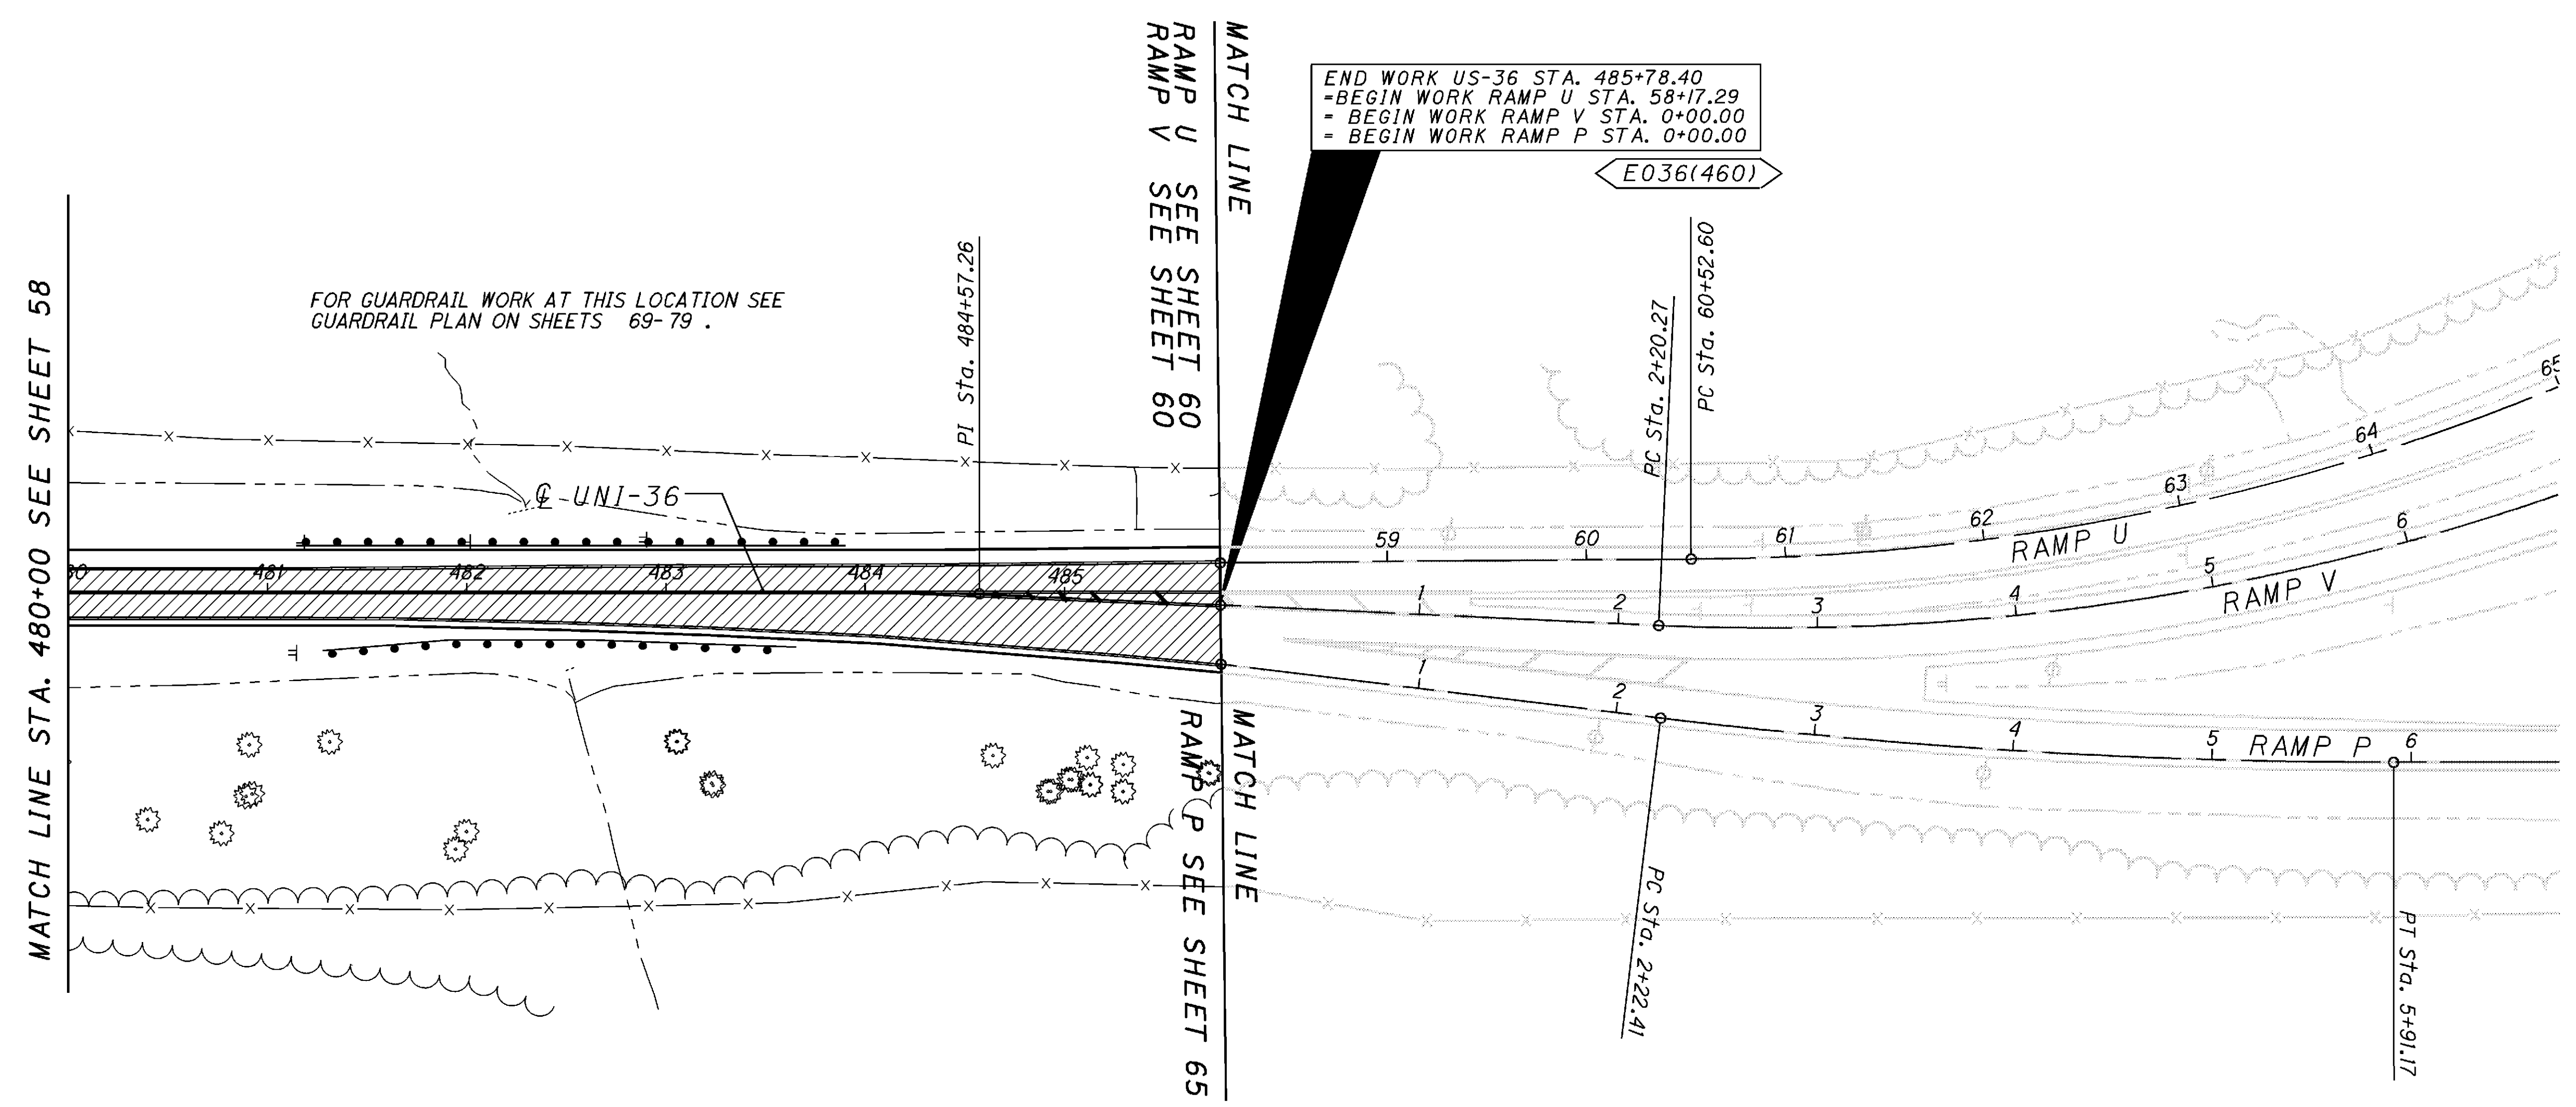 MATCH LINE STA. 480+00 SEE SHEET 58
FOR GUARDRAIL WORK AT THIS LOCATION SEE
GUARDRAIL PLAN ON SHEETS 69-79 .
℄ UNI-36
PI Sta. 484+57.26
MATCH LINE
RAMP U SEE SHEET 60
RAMP V SEE SHEET 60
END WORK US-36 STA. 485+78.40
=BEGIN WORK RAMP U STA. 58+17.29
= BEGIN WORK RAMP V STA. 0+00.00
= BEGIN WORK RAMP P STA. 0+00.00
E036(460)
PC Sta. 2+20.27
PC Sta. 60+52.60
80 481 482 483 484 485
59 60 61 62 63 64 65
RAMP U
1 2 3 4 5 6
RAMP V
1 2 3 4 5 6
RAMP P
MATCH LINE
RAMP P SEE SHEET 65
PC Sta. 2+22.41
PT Sta. 5+91.17